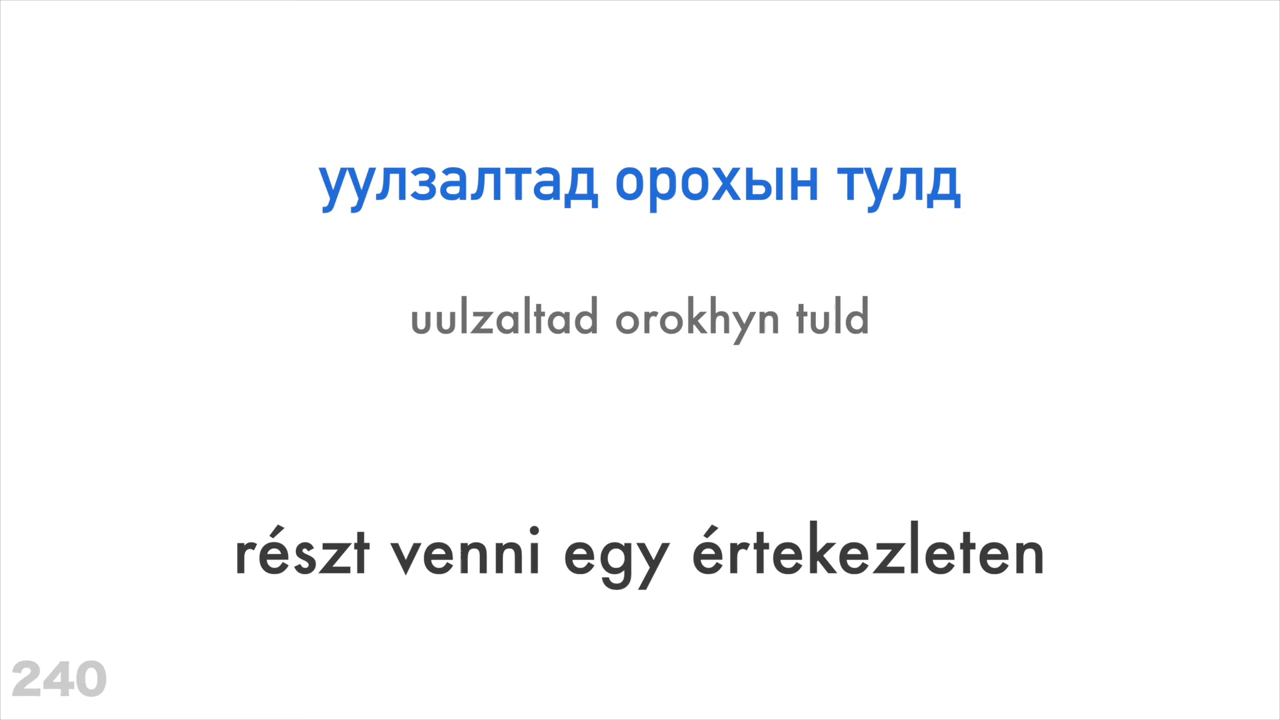 уулзалтад орохын тулд
uulzaltad orokhyn tuld
részt venni egy értekezleten
240